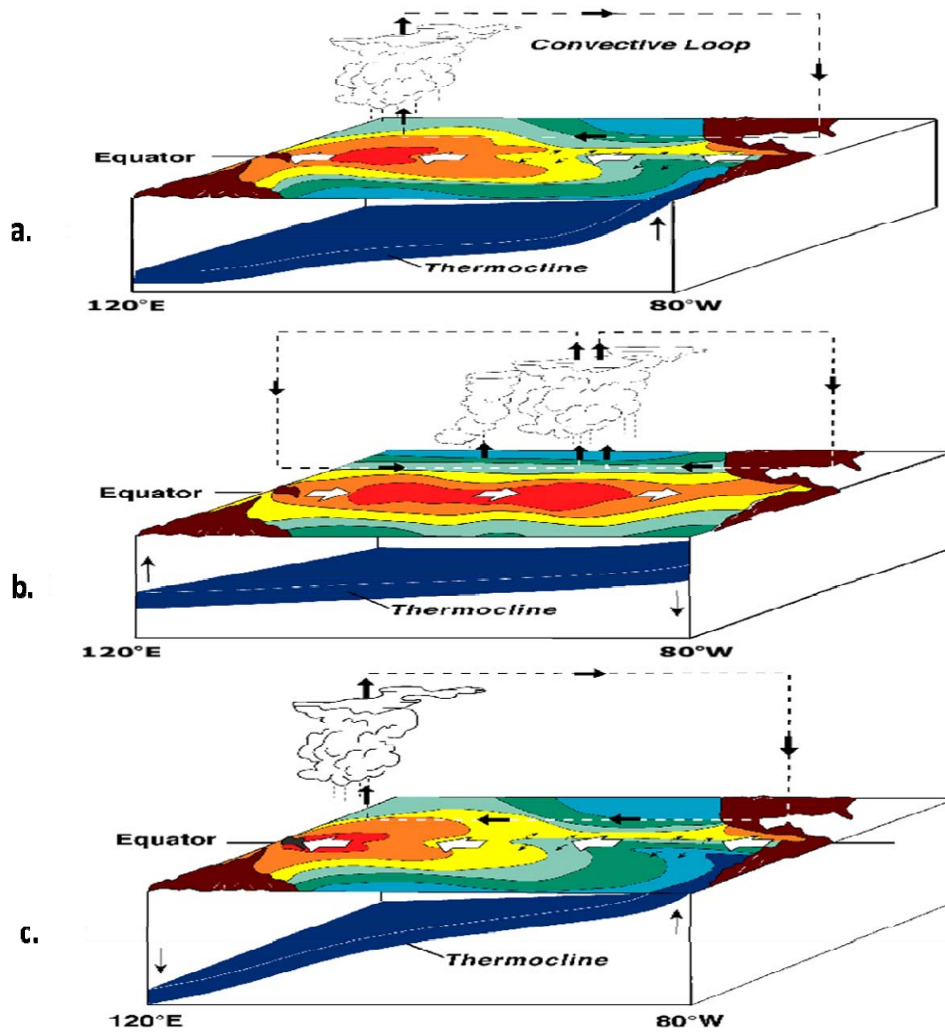 Convective Loop
Equator
a.
Thermocline
120°E 80°W
Equator
b.
Thermocline
120°E 80°W
Equator
c.
Thermocline
120°E 80°W